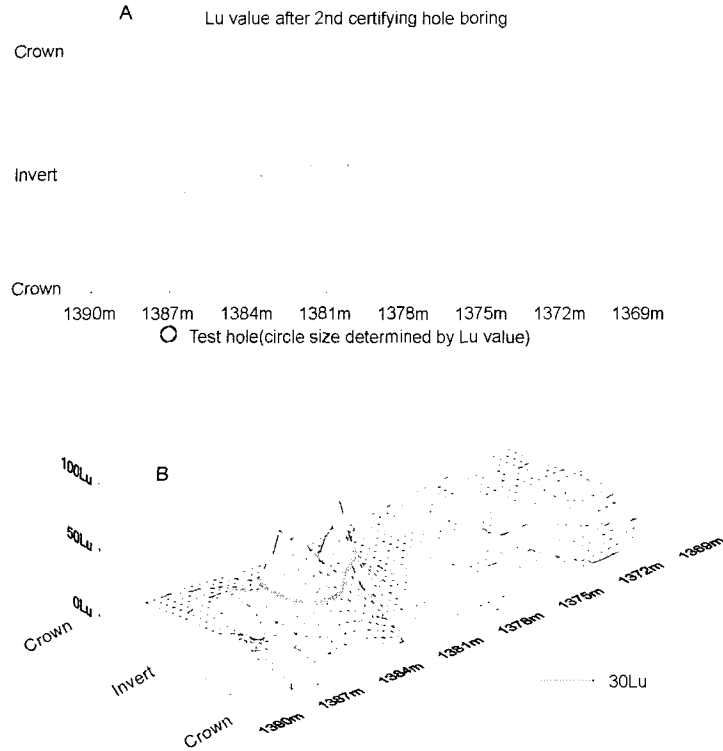 A
Lu value after 2nd certifying hole boring
Crown
Invert
Crown
1390m 1387m 1384m 1381m 1378m 1375m 1372m 1369m
Test hole(circle size determined by Lu value)
B
100Lu
50Lu
0Lu
Crown
Invert
Crown
1390m 1387m 1384m 1381m 1378m 1375m 1372m 1369m
30Lu